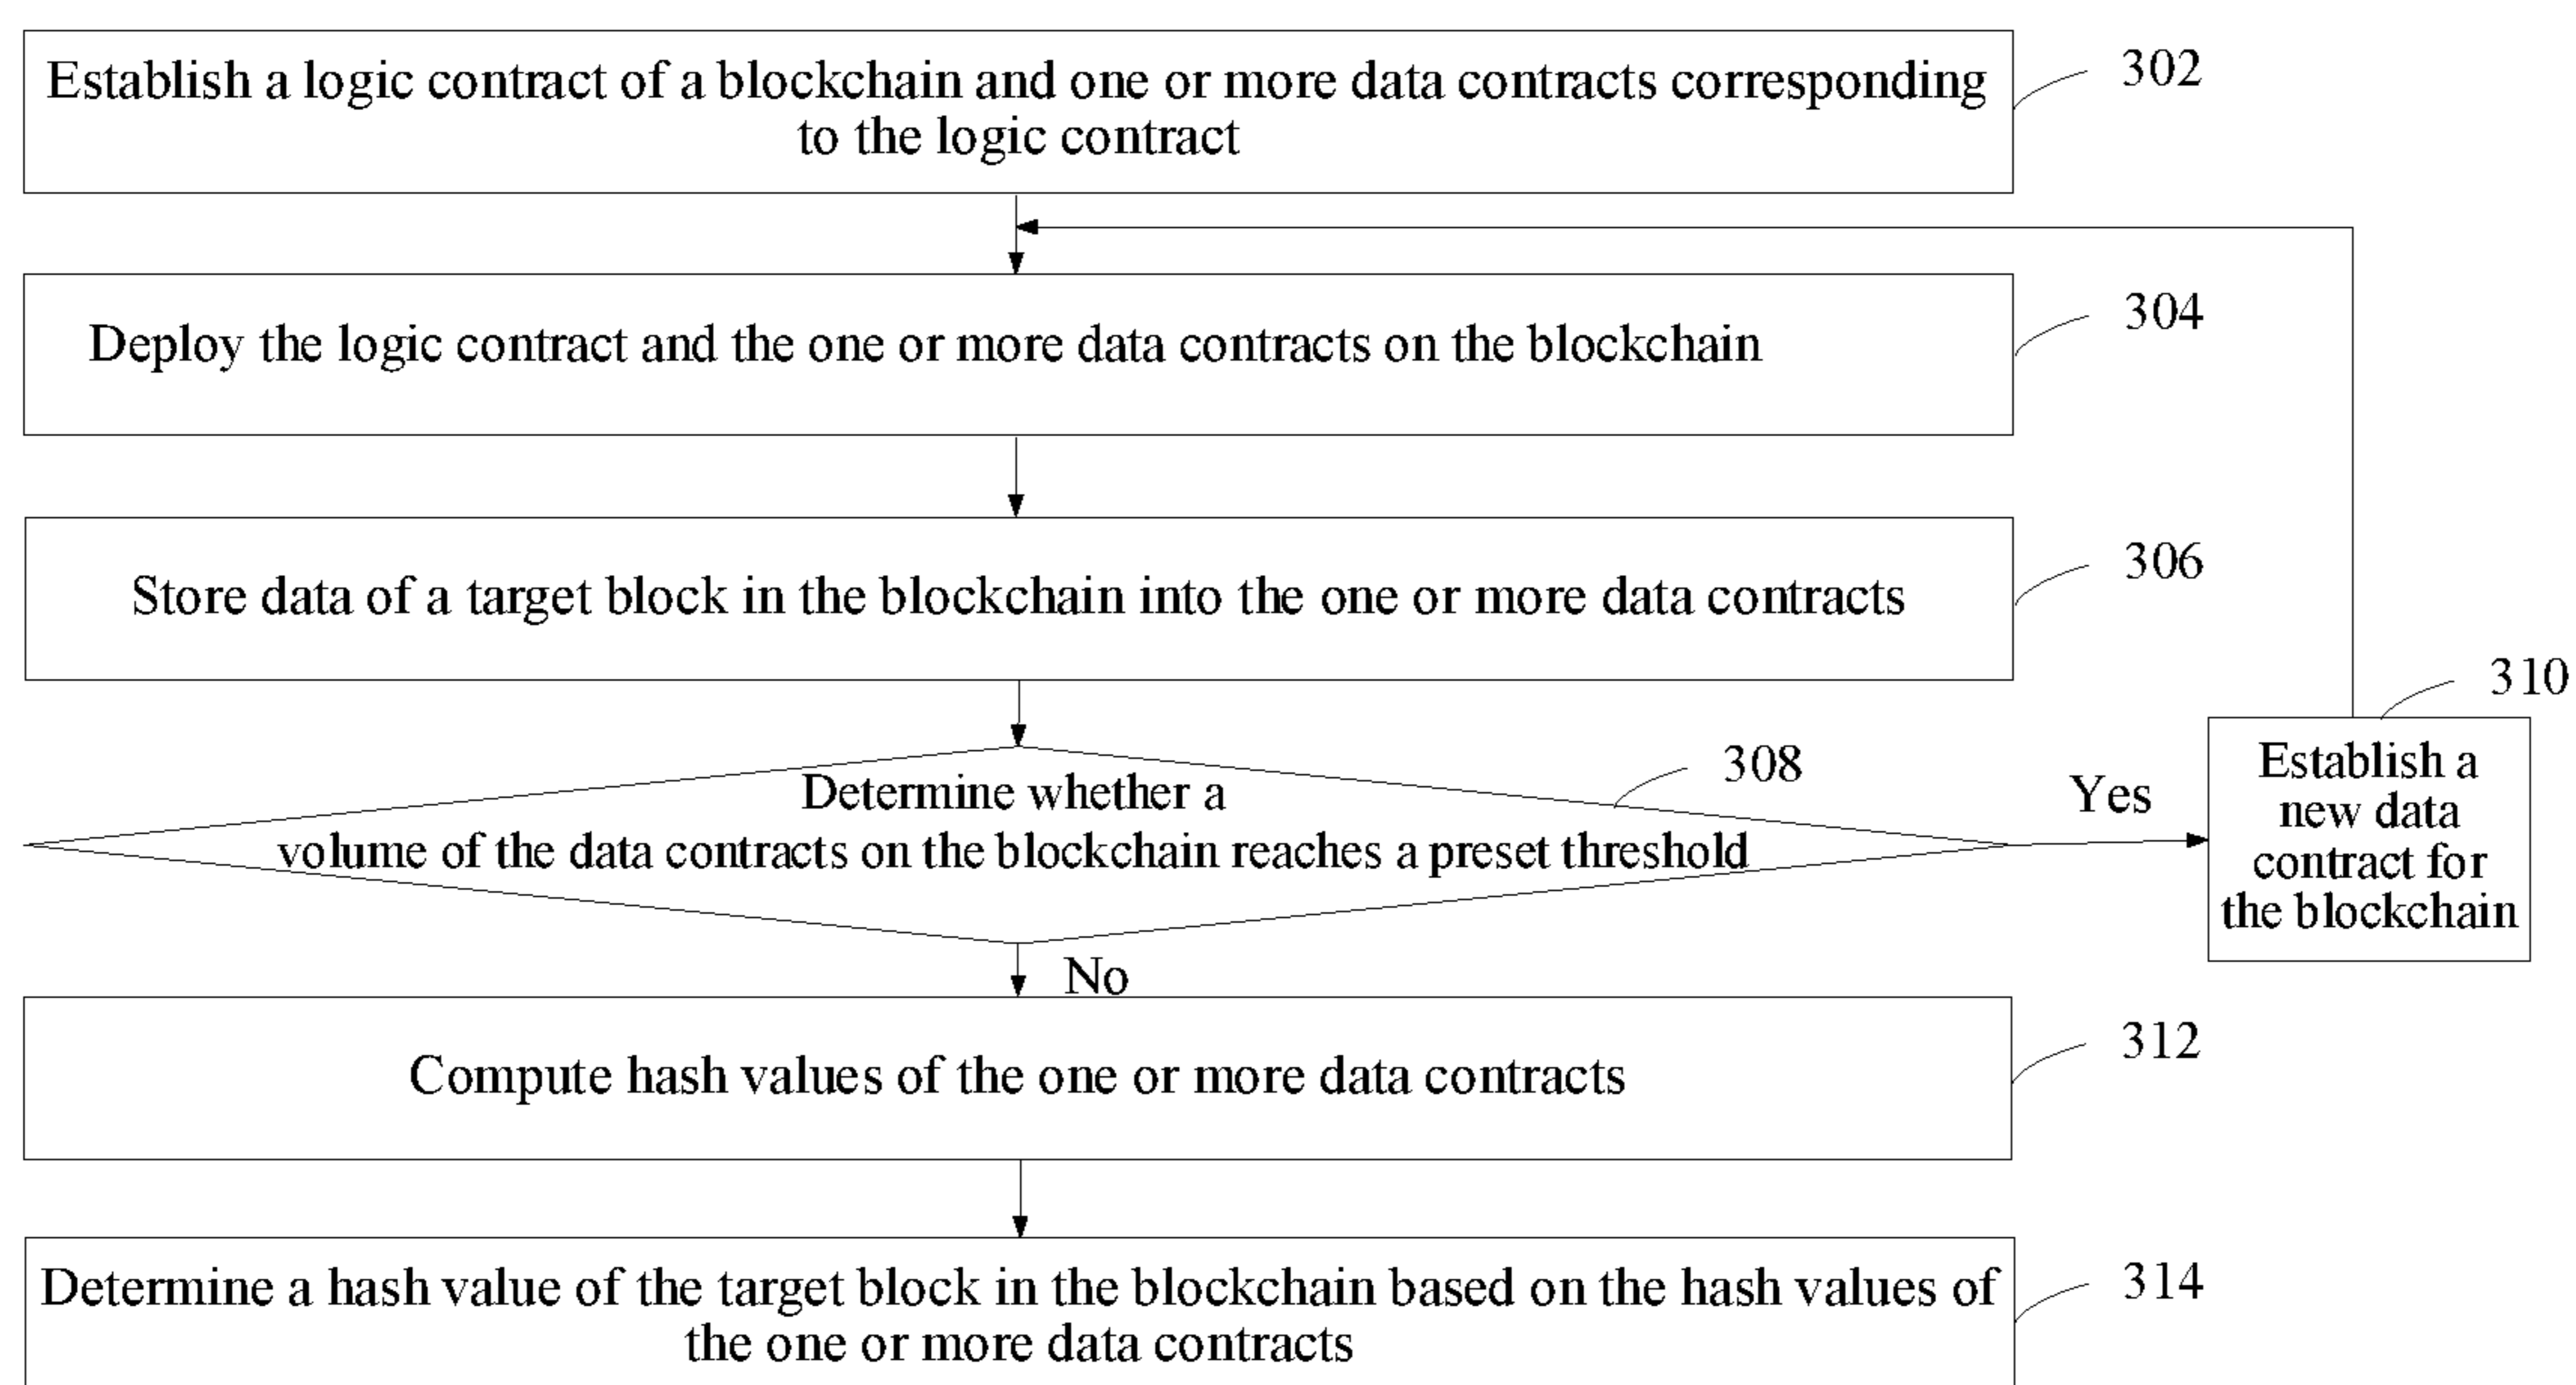 Establish a logic contract of a blockchain and one or more data contracts corresponding
to the logic contract
302
Deploy the logic contract and the one or more data contracts on the blockchain
304
Store data of a target block in the blockchain into the one or more data contracts
306
Determine whether a
volume of the data contracts on the blockchain reaches a preset threshold
308
Yes
310
Establish a
new data
contract for
the blockchain
No
Compute hash values of the one or more data contracts
312
Determine a hash value of the target block in the blockchain based on the hash values of
the one or more data contracts
314